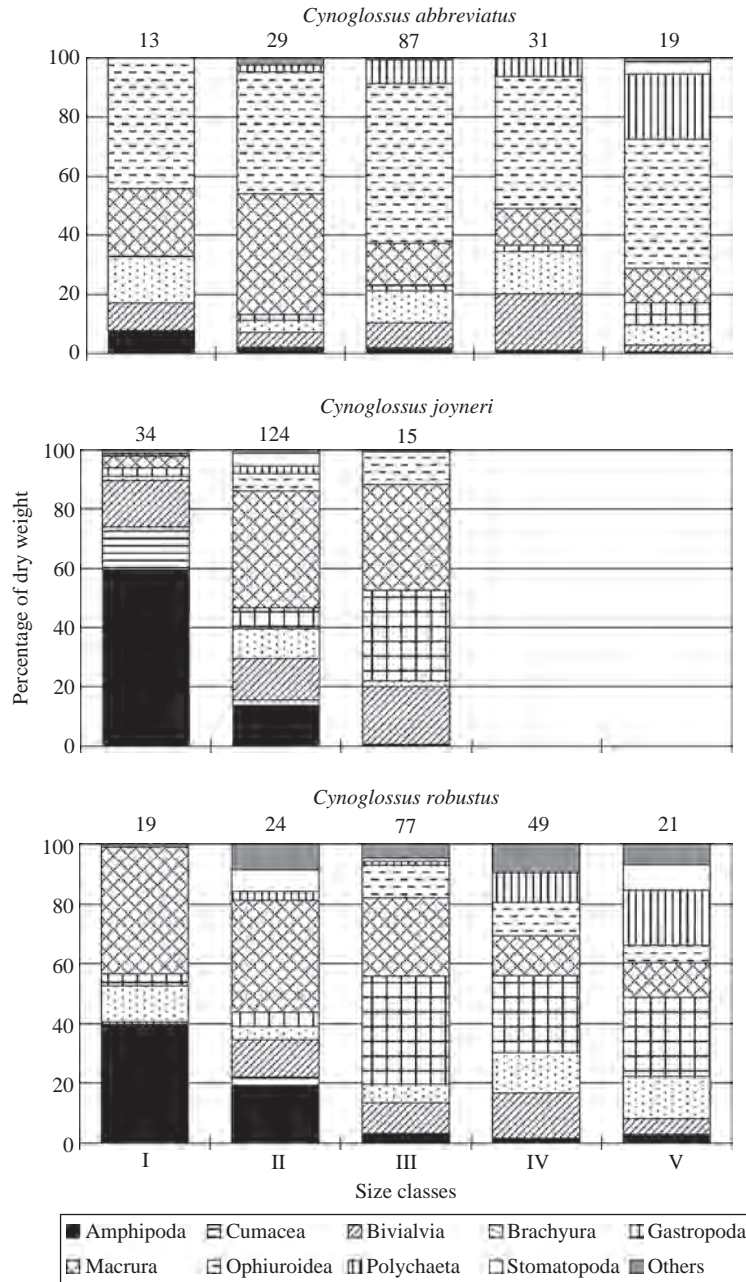 Cynoglossus abbreviatus
13 29 87 31 19
100
80
60
40
20
0
Cynoglossus joyneri
34 124 15
100
80
60
40
20
0
Percentage of dry weight
Cynoglossus robustus
19 24 77 49 21
100
80
60
40
20
0
I II III IV V
Size classes
Amphipoda Cumacea Bivialvia Brachyura Gastropoda
Macrura Ophiuroidea Polychaeta Stomatopoda Others